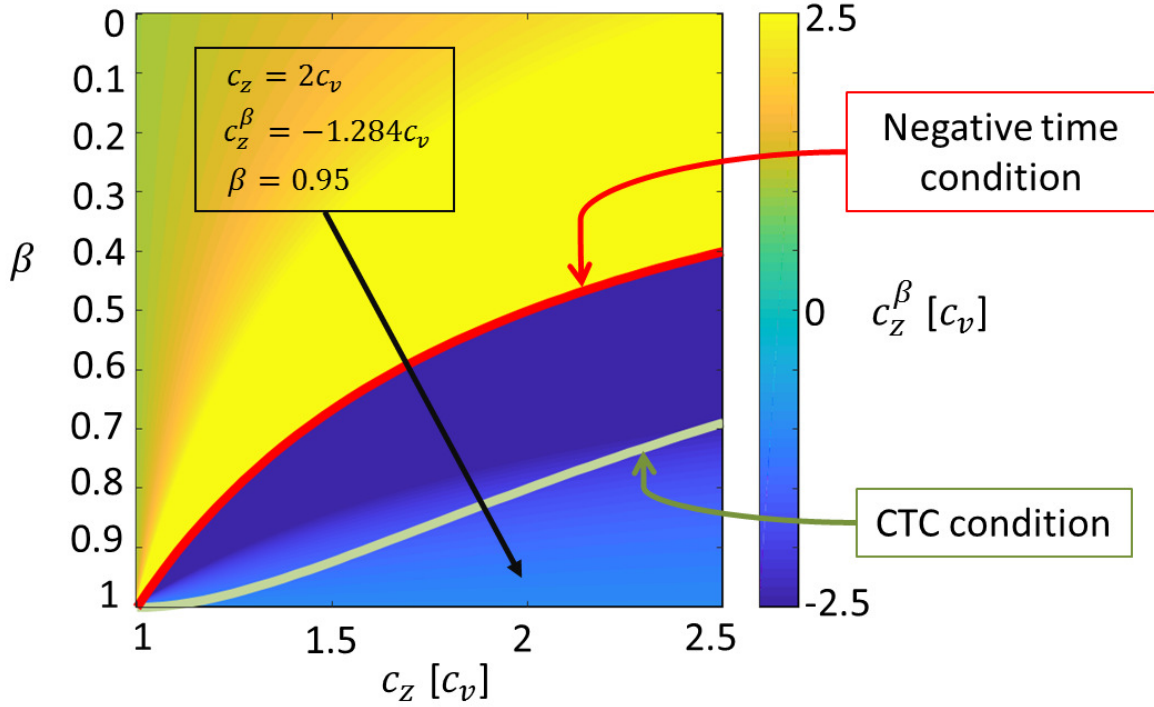 0
0.1
0.2
0.3
0.4
0.5
0.6
0.7
0.8
0.9
1
β
1
1.5
2
2.5
c_z [c_v]
c_z = 2c_v
c_z^β = −1.284c_v
β = 0.95
2.5
0
-2.5
c_z^β [c_v]
Negative time
condition
CTC condition